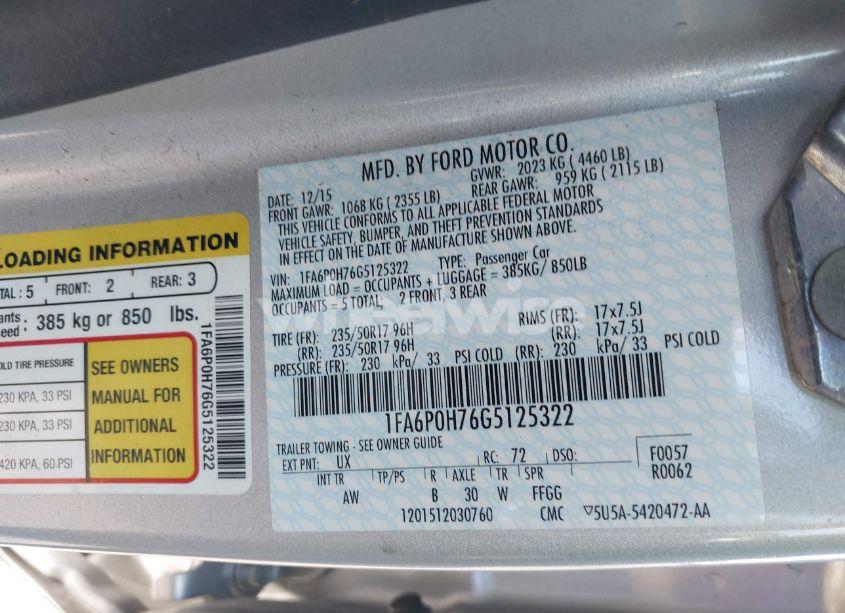 LOADING INFORMATION
TOTAL: 5 FRONT: 2 REAR: 3
385 kg or 850 lbs.
OLD TIRE PRESSURE
230 KPA, 33 PSI
230 KPA, 33 PSI
420 KPA, 60 PSI
SEE OWNERS
MANUAL FOR
ADDITIONAL
INFORMATION
1FA6P0H76G5125322
MFD. BY FORD MOTOR CO.
DATE: 12/15 GVWR: 2023 KG ( 4460 LB)
FRONT GAWR: 1068 KG ( 2355 LB) REAR GAWR: 959 KG ( 2115 LB)
THIS VEHICLE CONFORMS TO ALL APPLICABLE FEDERAL MOTOR
VEHICLE SAFETY, BUMPER, AND THEFT PREVENTION STANDARDS
IN EFFECT ON THE DATE OF MANUFACTURE SHOWN ABOVE.
VIN: 1FA6P0H76G5125322 TYPE: Passenger Car
MAXIMUM LOAD = OCCUPANTS + LUGGAGE = 385KG/ 850LB
OCCUPANTS = 5 TOTAL, 2 FRONT, 3 REAR
wheelwise
TIRE (FR): 235/50R17 96H RIMS (FR): 17x7.5J
(RR): 235/50R17 96H (RR): 17x7.5J
PRESSURE (FR): 230 kPa/ 33 PSI COLD (RR): 230 kPa/ 33 PSI COLD
1FA6P0H76G5125322
TRAILER TOWING - SEE OWNER GUIDE
EXT PNT: UX RC: 72 DSO: F0057
INT TR TP/PS R AXLE TR SPR R0062
AW B 30 W FFGG
1201512030760 CMC ▽5U5A-5420472-AA